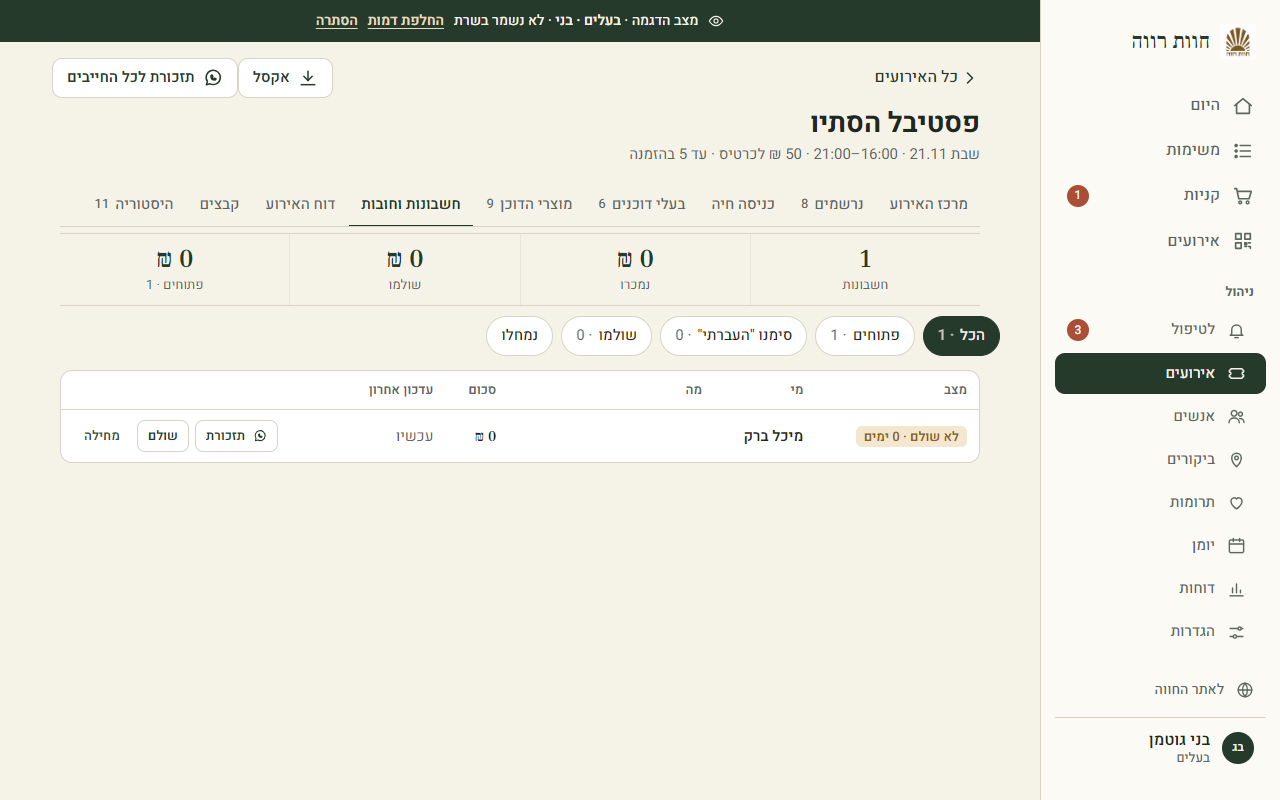 מצב הדגמה · בעלים · בני · לא נשמר בשרת החלפת דמות הסתרה
חוות רווה
היום
משימות
קניות 1
אירועים
ניהול
לטיפול 3
אירועים
אנשים
ביקורים
תרומות
יומן
דוחות
הגדרות
לאתר החווה
בג
בני גוטמן
בעלים
כל האירועים
אקסל
תזכורת לכל החייבים
פסטיבל הסתיו
שבת 21.11 · 16:00–21:00 · 50 ₪ לכרטיס · עד 5 בהזמנה
מרכז האירוע נרשמים 8 כניסה חיה בעלי דוכנים 6 מוצרי הדוכן 9 חשבונות וחובות דוח האירוע קבצים היסטוריה 11
1 0 ₪ 0 ₪ 0 ₪
חשבונות נמכרו שולמו פתוחים · 1
הכל · 1 פתוחים · 1 סימנו "העברתי" · 0 שולמו · 0 נמחלו
מצב מי מה סכום עדכון אחרון
לא שולם · 0 ימים מיכל ברק 0 ₪ עכשיו תזכורת שולם מחילה